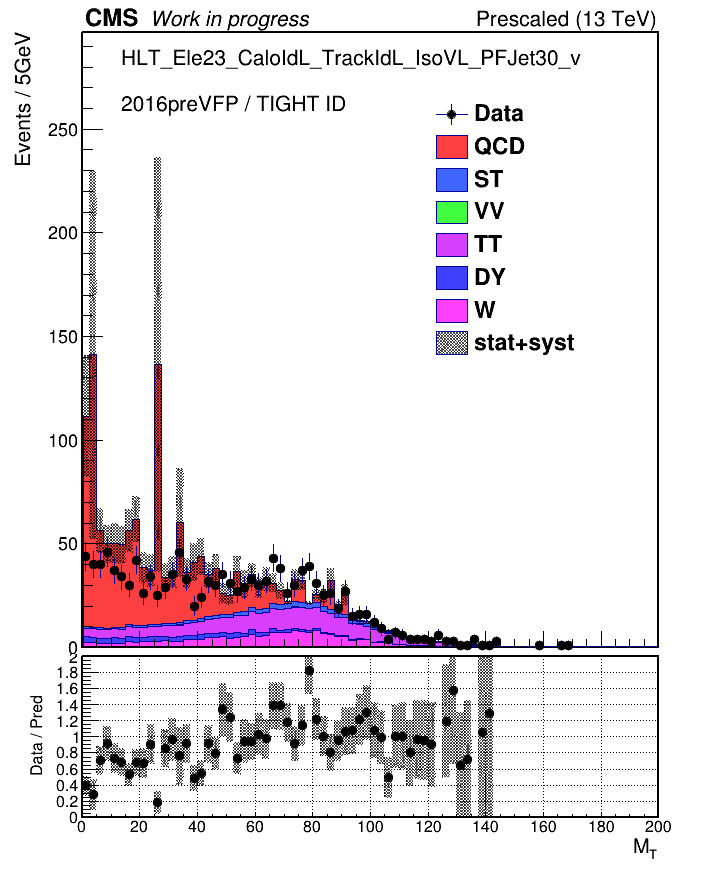 CMS Work in progress Prescaled (13 TeV)
HLT_Ele23_CaloIdL_TrackIdL_IsoVL_PFJet30_v
2016preVFP / TIGHT ID
Events / 5GeV
250
200
150
100
50
0
Data
QCD
ST
VV
TT
DY
W
stat+syst
Data / Pred
2
1.8
1.6
1.4
1.2
1
0.8
0.6
0.4
0.2
0
0 20 40 60 80 100 120 140 160 180 200
M_T